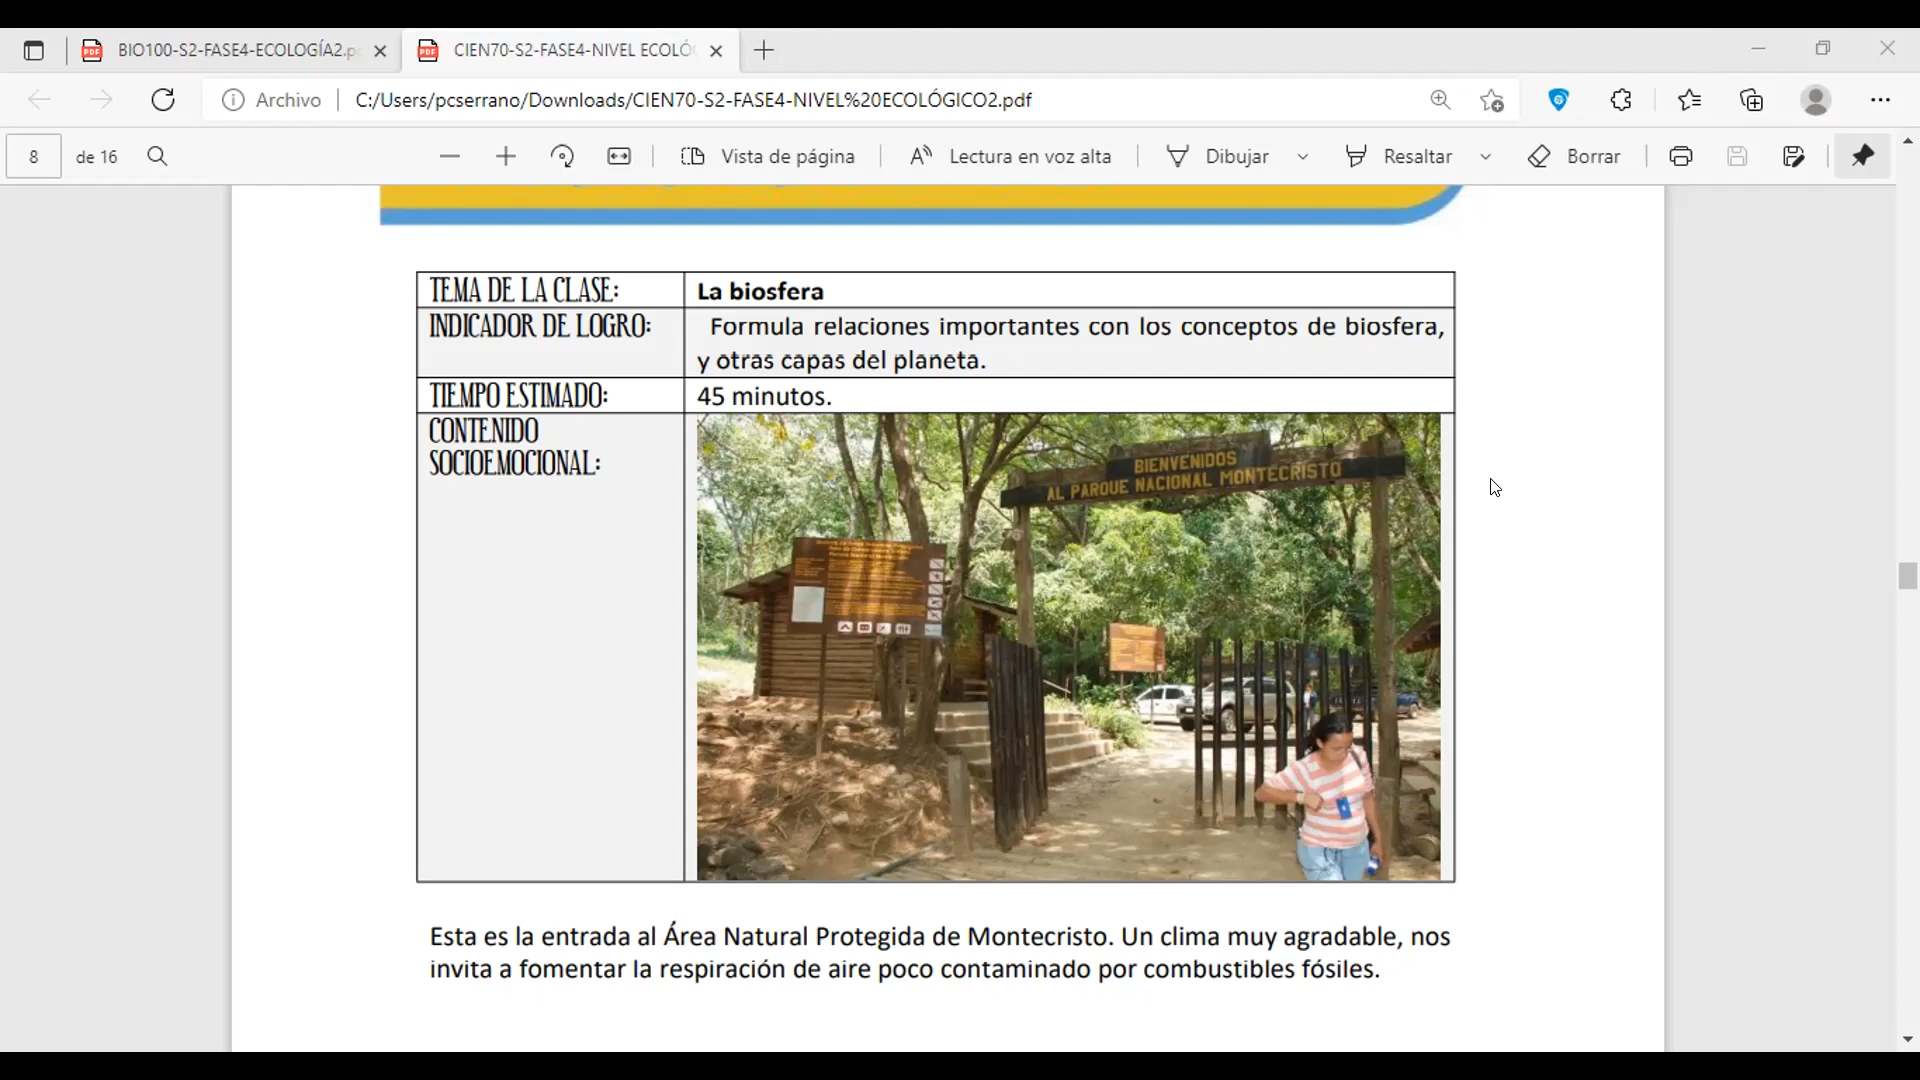 BIO100-S2-FASE4-ECOLOGÍA2.p
CIEN70-S2-FASE4-NIVEL ECOLÓ
Archivo
C:/Users/pcserrano/Downloads/CIEN70-S2-FASE4-NIVEL%20ECOLÓGICO2.pdf
8 de 16
Vista de página
Lectura en voz alta
Dibujar
Resaltar
Borrar
TEMA DE LA CLASE:
La biosfera
INDICADOR DE LOGRO:
Formula relaciones importantes con los conceptos de biosfera,
y otras capas del planeta.
TIEMPO ESTIMADO:
45 minutos.
CONTENIDO
SOCIOEMOCIONAL:
BIENVENIDOS
AL PARQUE NACIONAL MONTECRISTO
Esta es la entrada al Área Natural Protegida de Montecristo. Un clima muy agradable, nos
invita a fomentar la respiración de aire poco contaminado por combustibles fósiles.